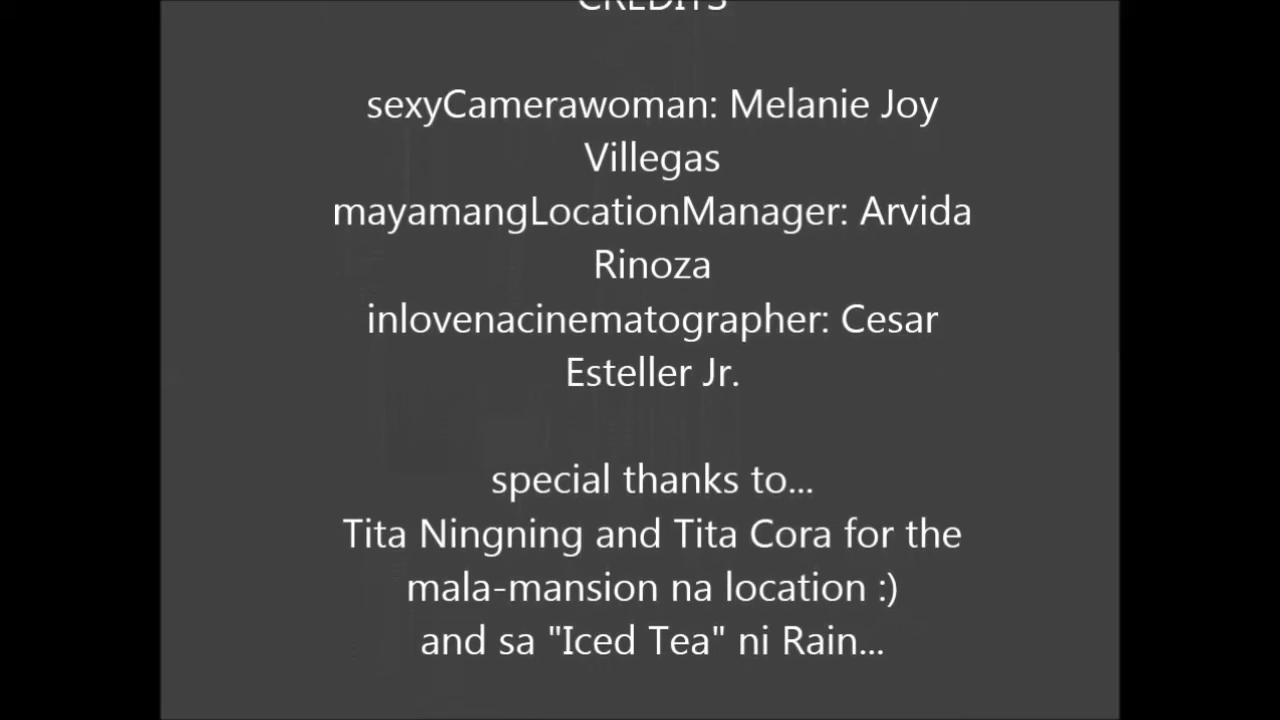 CREDITS
sexyCamerawoman: Melanie Joy
Villegas
mayamangLocationManager: Arvida
Rinoza
inlovenacinematographer: Cesar
Esteller Jr.
special thanks to...
Tita Ningning and Tita Cora for the
mala-mansion na location :)
and sa "Iced Tea" ni Rain...